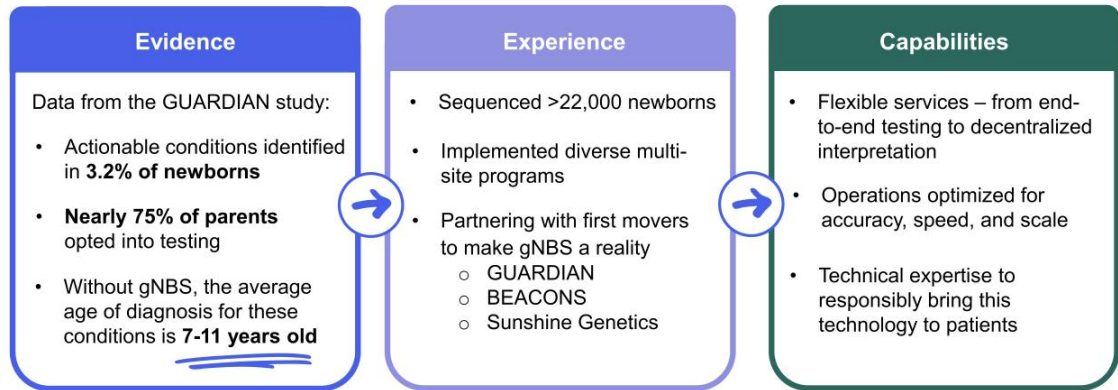 Evidence
Data from the GUARDIAN study:
• Actionable conditions identified
in 3.2% of newborns
• Nearly 75% of parents
opted into testing
• Without gNBS, the average
age of diagnosis for these
conditions is 7-11 years old
Experience
• Sequenced >22,000 newborns
• Implemented diverse multi-
site programs
• Partnering with first movers
to make gNBS a reality
o GUARDIAN
o BEACONS
o Sunshine Genetics
Capabilities
• Flexible services – from end-
to-end testing to decentralized
interpretation
• Operations optimized for
accuracy, speed, and scale
• Technical expertise to
responsibly bring this
technology to patients